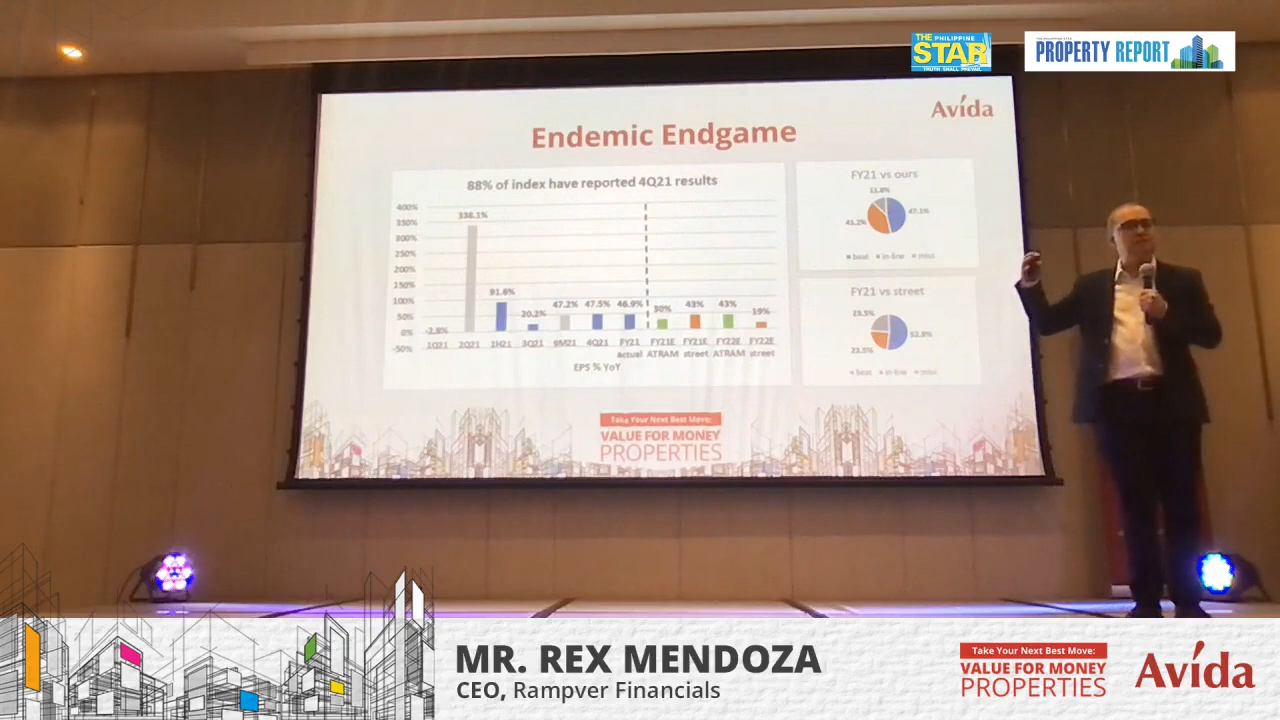 THE PHILIPPINE
STAR
TRUTH SHALL PREVAIL
PROPERTY REPORT
Avida
Endemic Endgame
88% of index have reported 4Q21 results
400%
350%
300%
250%
200%
150%
100%
50%
0%
-50%
-2.8%
338.1%
91.6%
20.2%
47.2%
47.5%
46.9%
30%
43%
43%
19%
1Q21 2Q21 1H21 3Q21 9M21 4Q21 FY21 FY21E FY21E FY22E FY22E
actual ATRAM street ATRAM street
EPS % YoY
FY21 vs ours
11.8%
47.1%
41.2%
beat in-line miss
FY21 vs street
23.5%
52.9%
23.5%
beat in-line miss
Take Your Next Best Move:
VALUE FOR MONEY
PROPERTIES
MR. REX MENDOZA
CEO, Rampver Financials
Take Your Next Best Move:
VALUE FOR MONEY
PROPERTIES
Avida